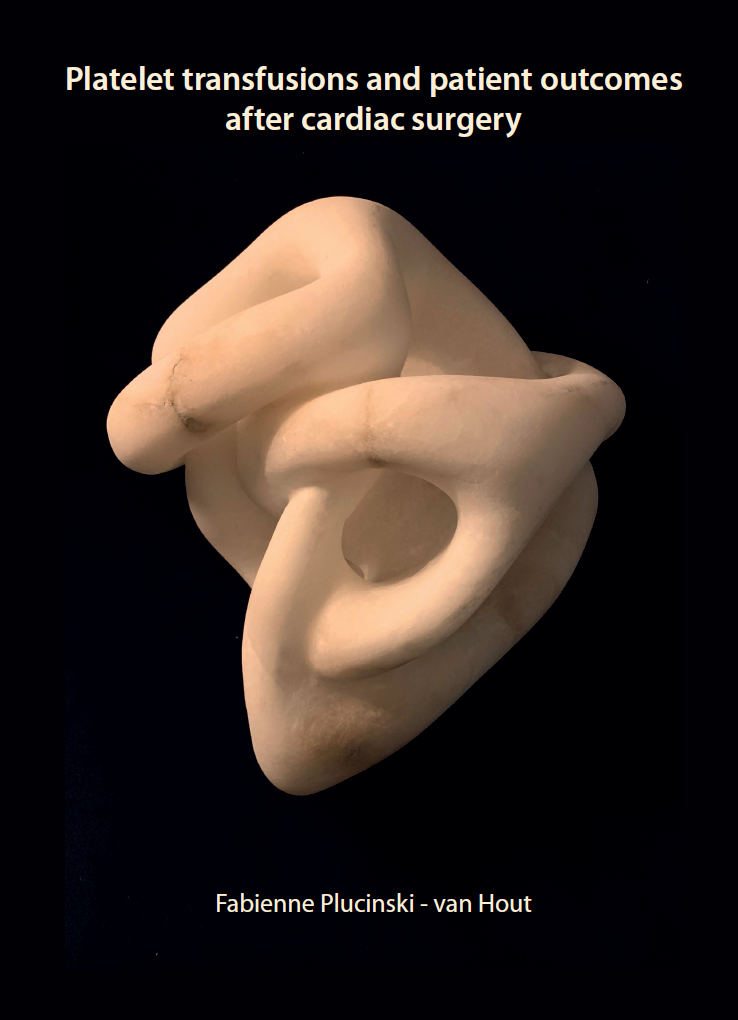 Platelet transfusions and patient outcomes
after cardiac surgery
Fabienne Plucinski - van Hout